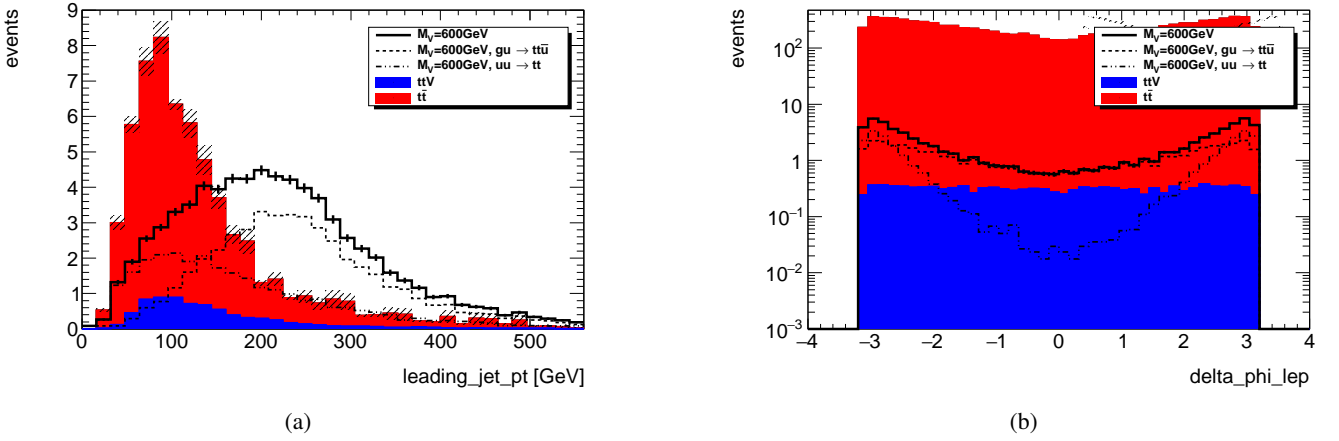 events
9
8
7
6
5
4
3
2
1
0
M_V=600GeV
M_V=600GeV, gu → ttū
M_V=600GeV, uu → tt
ttV
tt̄
0 100 200 300 400 500
leading_jet_pt [GeV]
(a)
events
10²
10
1
10⁻¹
10⁻²
10⁻³
M_V=600GeV
M_V=600GeV, gu → ttū
M_V=600GeV, uu → tt
ttV
tt̄
−4 −3 −2 −1 0 1 2 3 4
delta_phi_lep
(b)